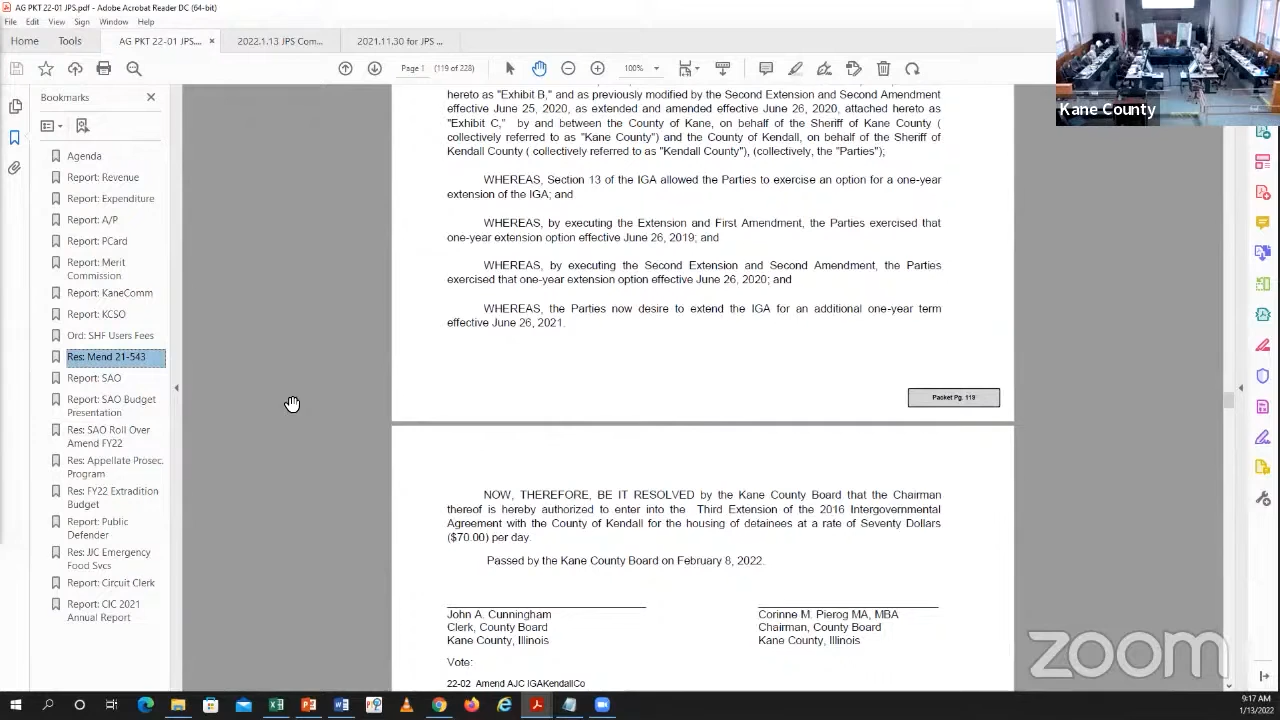 AG PKT 22-01 JPS.pdf - Adobe Acrobat Reader DC (64-bit)
File Edit View Sign Window Help
Home Tools AG PKT 22-01 JPS.... × 2022.1.13 JPS Com... 2021.11.30 for JPS ...
Page 1 (119 of 228) 100%
Kane County
Bookmarks
Agenda
Report: Revenue
Report: Expenditure
Report: A/P
Report: PCard
Report: Merit
Commission
Report: KaneComm
Report: KCSO
Ord: SHF Users Fees
Res: Mend 21-543
Report: SAO
Report: SAO Budget
Presentation
Res: SAO Roll Over
Amend FY22
Res: Appellate Prosec.
Program
Res: FY22 Extradition
Budget
Report: Public
Defender
Res: JJC Emergency
Food Svcs
Report: Circuit Clerk
Report: CIC 2021
Annual Report
hereto as "Exhibit B," and as previously modified by the Second Extension and Second Amendment
effective June 25, 2020, as extended and amended effective June 26, 2020, attached hereto as
"Exhibit C," by and between the County of Kane, on behalf of the Sheriff of Kane County (
collectively referred to as "Kane County") and the County of Kendall, on behalf of the Sheriff of
Kendall County ( collectively referred to as "Kendall County"), (collectively, the "Parties");
WHEREAS, Section 13 of the IGA allowed the Parties to exercise an option for a one-year
extension of the IGA; and
WHEREAS, by executing the Extension and First Amendment, the Parties exercised that
one-year extension option effective June 26, 2019; and
WHEREAS, by executing the Second Extension and Second Amendment, the Parties
exercised that one-year extension option effective June 26, 2020; and
WHEREAS, the Parties now desire to extend the IGA for an additional one-year term
effective June 26, 2021.
Packet Pg. 119
NOW, THEREFORE, BE IT RESOLVED by the Kane County Board that the Chairman
thereof is hereby authorized to enter into the Third Extension of the 2016 Intergovernmental
Agreement with the County of Kendall for the housing of detainees at a rate of Seventy Dollars
($70.00) per day.
Passed by the Kane County Board on February 8, 2022.
John A. Cunningham
Clerk, County Board
Kane County, Illinois
Corinne M. Pierog MA, MBA
Chairman, County Board
Kane County, Illinois
Vote:
22-02 Amend AJC IGAKendallCo
zoom
9:17 AM
1/13/2022